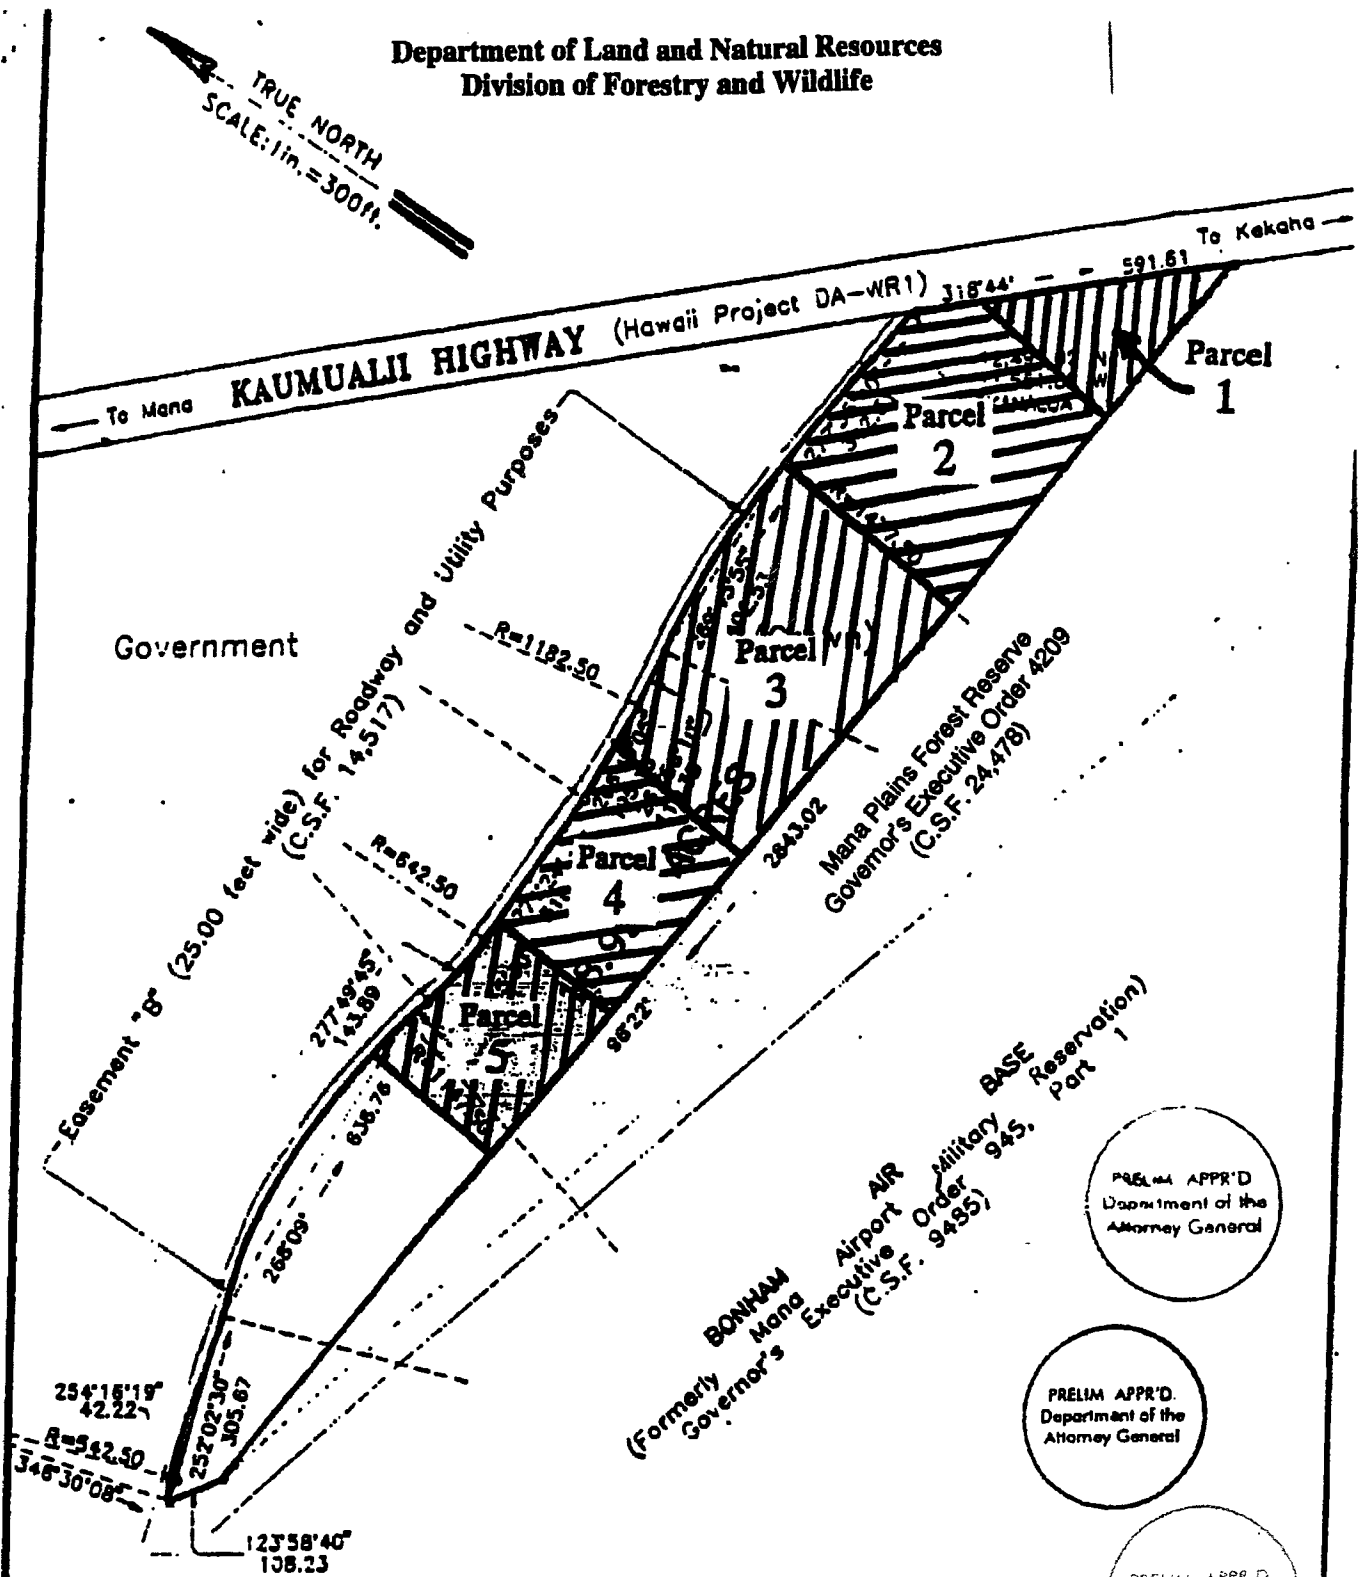 Department of Land and Natural Resources
Division of Forestry and Wildlife
TRUE NORTH
SCALE: 1in.=300ft.
To Kekaha
591.61
318°44'
KAUMUALII HIGHWAY (Hawaii Project DA-WR1)
To Mana
Parcel
1
Parcel
2
Parcel
3
Parcel
4
Parcel
5
Government
Easement "B" (25.00 feet wide) for Roadway and Utility Purposes
(C.S.F. 14,517)
R=1182.50
R=642.50
277°49'45"
143.89
636.76
268°09'
2643.02
96°22'
Mana Plains Forest Reserve
Governor's Executive Order 4209
(C.S.F. 24,478)
BONHAM AIR BASE
(Formerly Mana Airport Military Reservation)
Governor's Executive Order 945, Part 1
(C.S.F. 9485)
254°16'19"
42.22
R=542.50
346°30'08"
252°02'30"
305.67
123°58'40"
108.23
PRELIM APPR'D
Department of the
Attorney General
PRELIM APPR'D.
Department of the
Attorney General